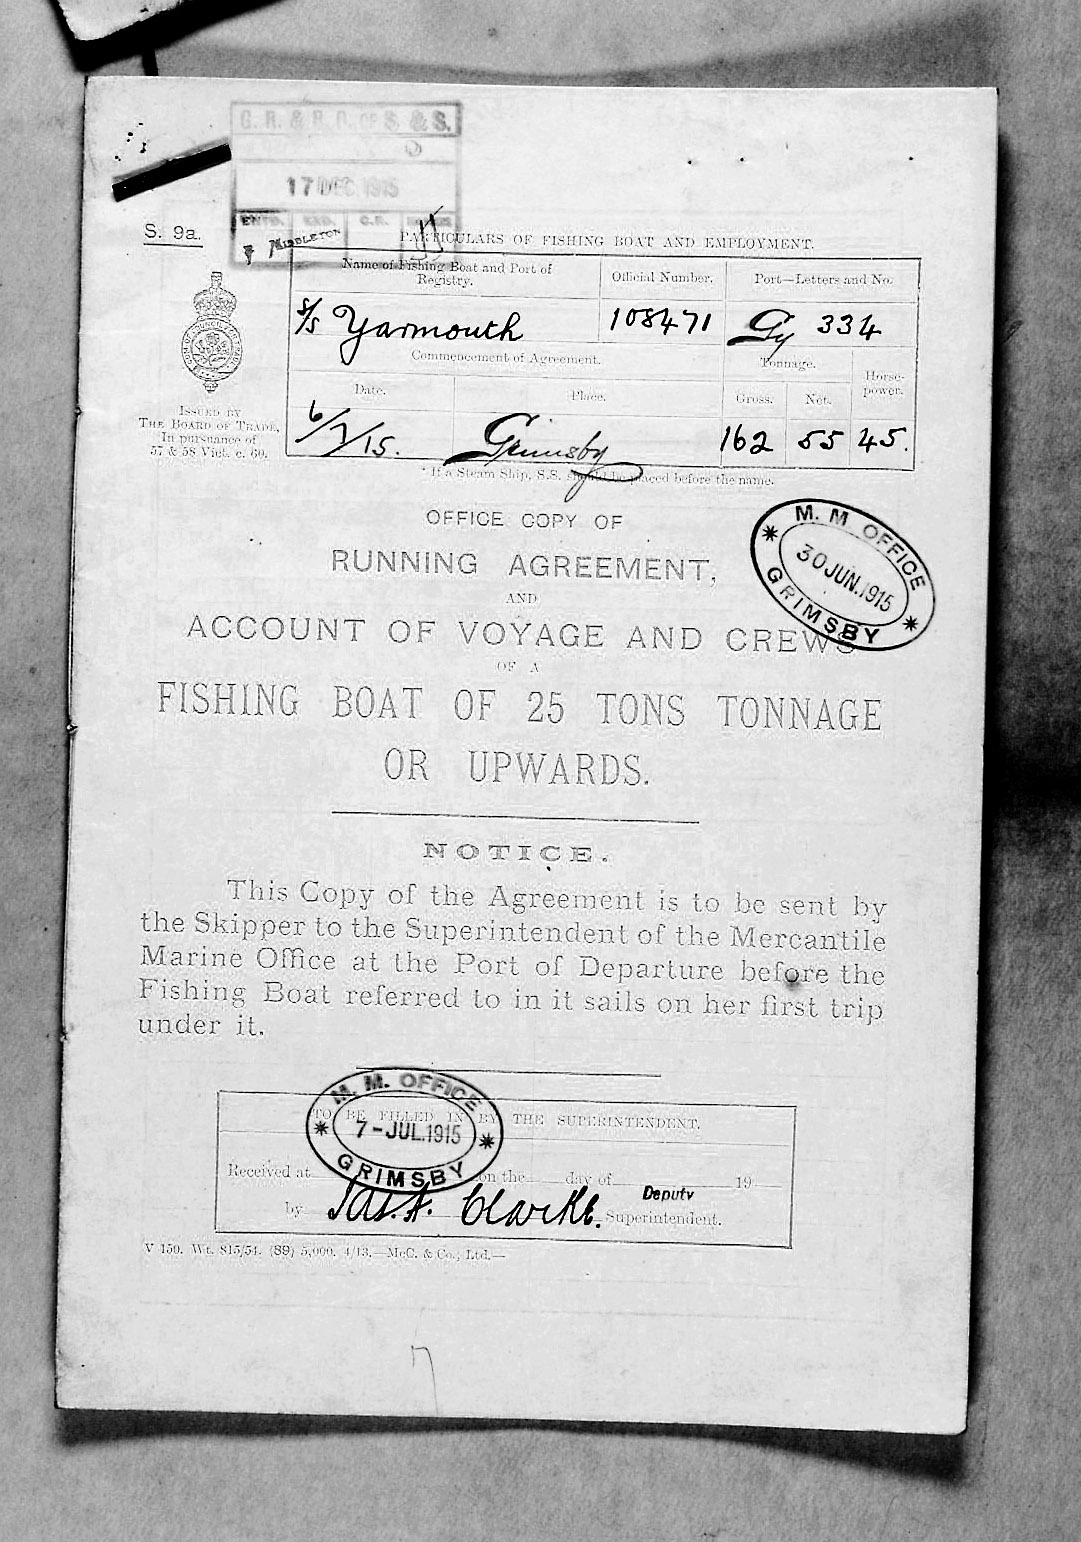 G. R. & R. O. OF S. & S.
17 DEC 1915
ENTD. EXD. C.R.
MIDDLETON
S. 9a.
PARTICULARS OF FISHING BOAT AND EMPLOYMENT.
Name of Fishing Boat and Port of Registry. Official Number. Port—Letters and No.
S/S Yarmouth 108471 Gy 334
Commencement of Agreement. Tonnage. Horse-power.
Date. Place. Gross. Net.
6/7/15. Grimsby 162 55 45.
* If a Steam Ship, S.S. should be placed before the name.
ISSUED BY
THE BOARD OF TRADE,
In pursuance of
57 & 58 Vict. c. 60.
OFFICE COPY OF
RUNNING AGREEMENT,
AND
ACCOUNT OF VOYAGE AND CREWS
OF A
FISHING BOAT OF 25 TONS TONNAGE
OR UPWARDS.
M. M. OFFICE
30 JUN. 1915
GRIMSBY
NOTICE.
This Copy of the Agreement is to be sent by
the Skipper to the Superintendent of the Mercantile
Marine Office at the Port of Departure before the
Fishing Boat referred to in it sails on her first trip
under it.
M. M. OFFICE
7-JUL.1915
GRIMSBY
TO BE FILLED IN BY THE SUPERINTENDENT.
Received at on the day of 19
by Jas. A. Clarke. Deputy Superintendent.
V 150. Wt. 815/54. (89) 5,000. 4/13.—McC. & Co., Ltd.—